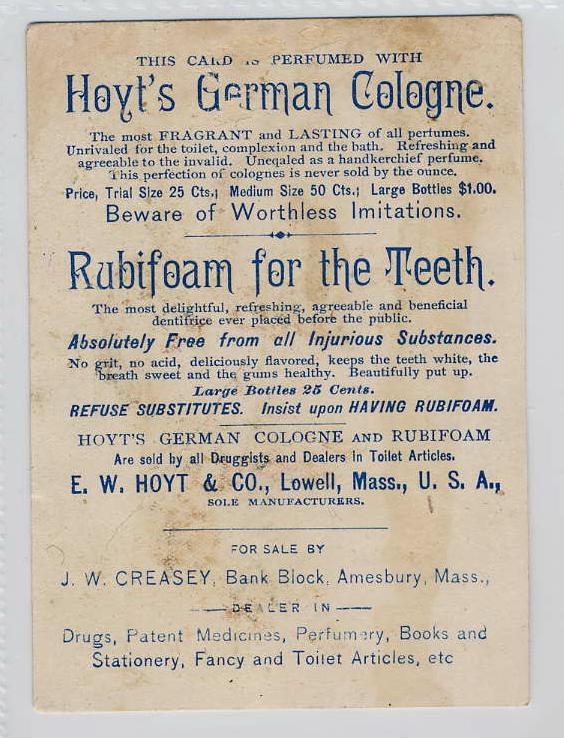 THIS CARD IS PERFUMED WITH
Hoyt's German Cologne.
The most FRAGRANT and LASTING of all perfumes.
Unrivaled for the toilet, complexion and the bath. Refreshing and
agreeable to the invalid. Uneqaled as a handkerchief perfume.
This perfection of colognes is never sold by the ounce.
Price, Trial Size 25 Cts.; Medium Size 50 Cts.; Large Bottles $1.00.
Beware of Worthless Imitations.
Rubifoam for the Teeth.
The most delightful, refreshing, agreeable and beneficial
dentifrice ever placed before the public.
Absolutely Free from all Injurious Substances.
No grit, no acid, deliciously flavored, keeps the teeth white, the
breath sweet and the gums healthy. Beautifully put up.
Large Bottles 25 Cents.
REFUSE SUBSTITUTES. Insist upon HAVING RUBIFOAM.
HOYT'S GERMAN COLOGNE AND RUBIFOAM
Are sold by all Druggists and Dealers in Toilet Articles.
E. W. HOYT & CO., Lowell, Mass., U. S. A.,
SOLE MANUFACTURERS.
FOR SALE BY
J. W. CREASEY, Bank Block, Amesbury, Mass.,
DEALER IN
Drugs, Patent Medicines, Perfumery, Books and
Stationery, Fancy and Toilet Articles, etc